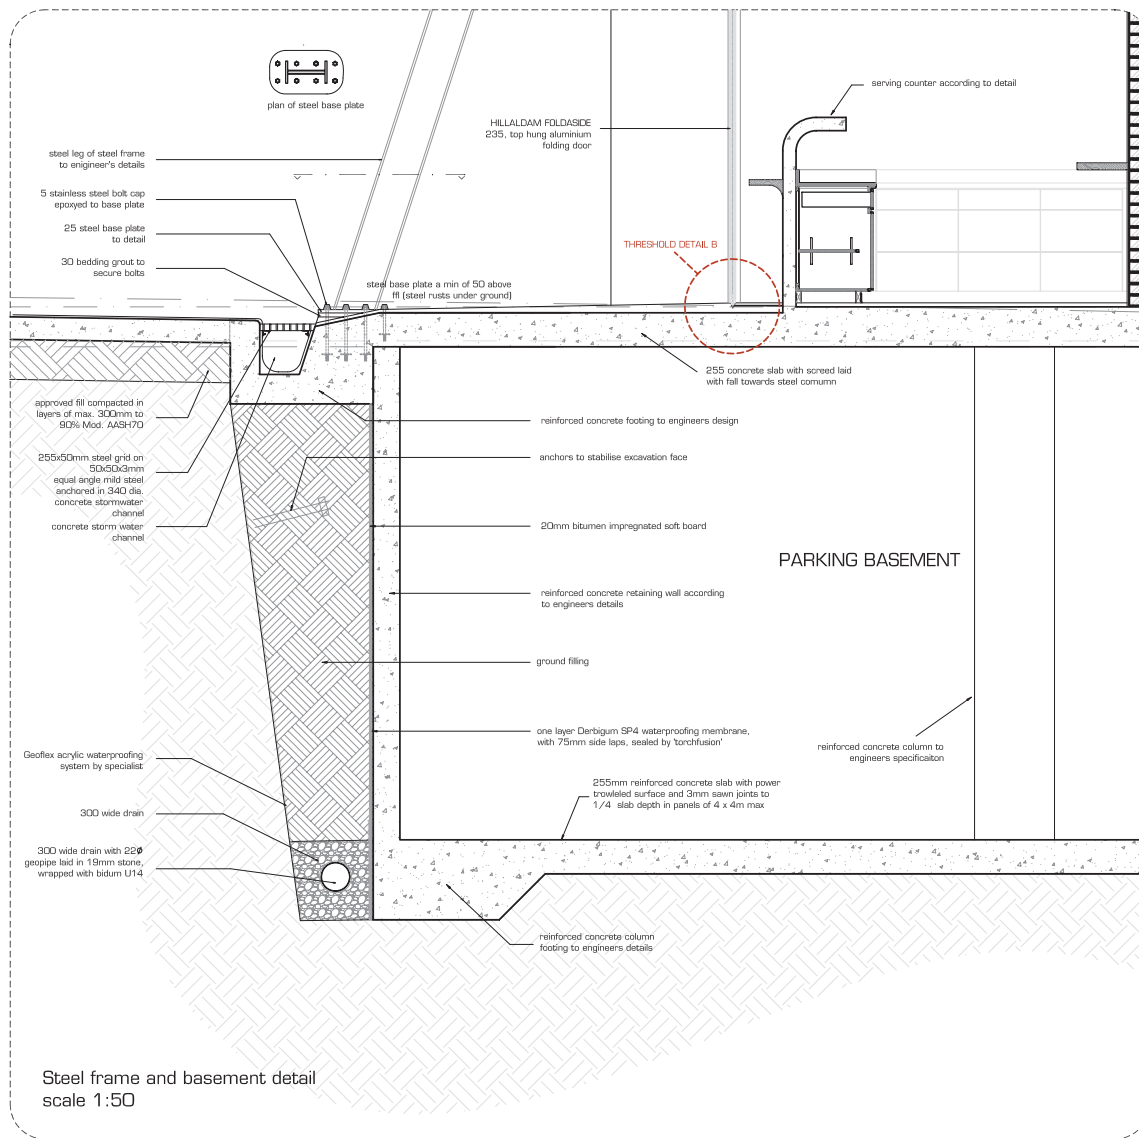 plan of steel base plate
serving counter according to detail
HILLALDAM FOLDASIDE
235, top hung aluminium
folding door
steel leg of steel frame
to enigineer's details
5 stainless steel bolt cap
epoxyed to base plate
25 steel base plate
to detail
30 bedding grout to
secure bolts
THRESHOLD DETAIL B
steel base plate a min of 50 above
ffl (steel rusts under ground)
255 concrete slab with screed laid
with fall towards steel comumn
approved fill compacted in
layers of max. 300mm to
90% Mod. AASH70
reinforced concrete footing to engineers design
255x50mm steel grid on
50x50x3mm
equal angle mild steel
anchored in 340 dia.
concrete stormwater
channel
anchors to stabilise excavation face
concrete storm water
channel
20mm bitumen impregnated soft board
PARKING BASEMENT
reinforced concrete retaining wall according
to engineers details
ground filling
one layer Derbigum SP4 waterproofing membrane,
with 75mm side laps, sealed by 'torchfusion'
reinforced concrete column to
engineers specificaiton
Geoflex acrylic waterproofing
system by specialist
255mm reinforced concrete slab with power
trowleled surface and 3mm sawn joints to
1/4 slab depth in panels of 4 x 4m max
300 wide drain
300 wide drain with 22Ø
geopipe laid in 19mm stone,
wrapped with bidum U14
reinforced concrete column
footing to engineers details
Steel frame and basement detail
scale 1:50